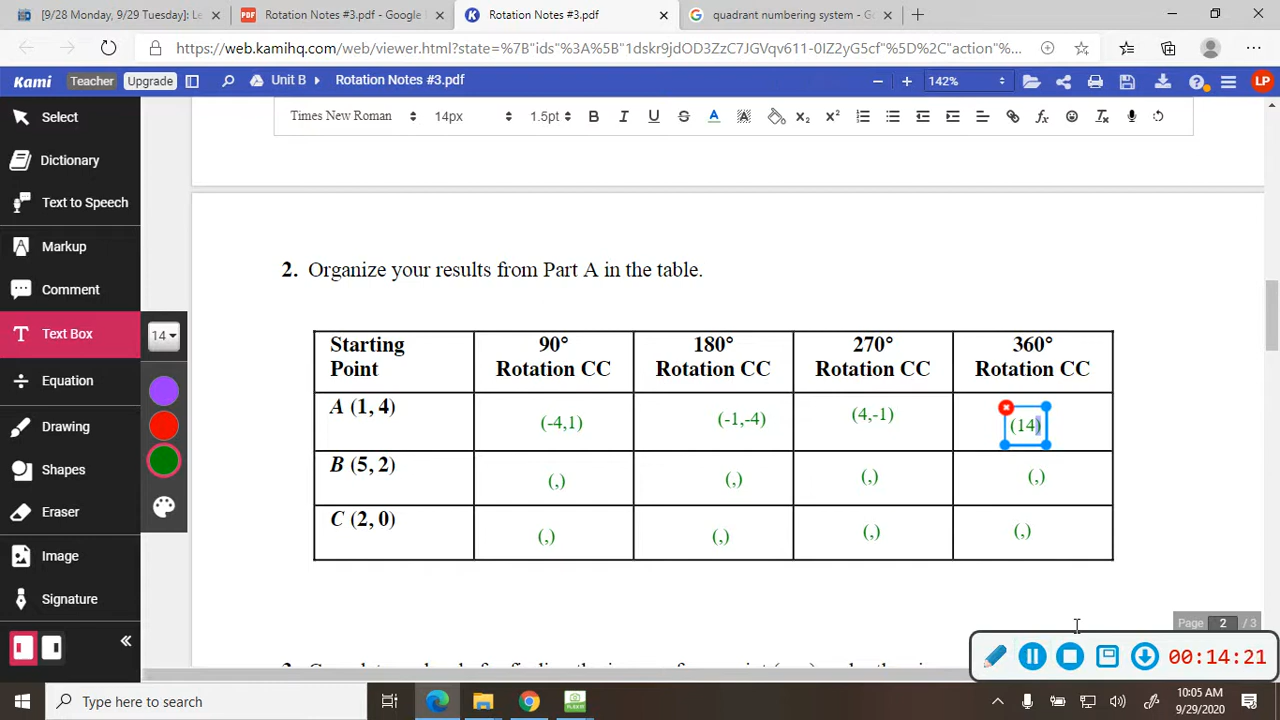 [9/28 Monday, 9/29 Tuesday]: Le
Rotation Notes #3.pdf - Google
Rotation Notes #3.pdf
quadrant numbering system - Go
https://web.kamihq.com/web/viewer.html?state=%7B"ids"%3A%5B"1dskr9jdOD3ZzC7JGVqv611-0IZ2yG5cf"%5D%2C"action"%...
Kami
Teacher
Upgrade
Unit B
Rotation Notes #3.pdf
142%
LP
Times New Roman 14px 1.5pt B I U S A A X₂ X² fx
Select
Dictionary
Text to Speech
Markup
Comment
Text Box
Equation
Drawing
Shapes
Eraser
Image
Signature
14
2. Organize your results from Part A in the table.
Starting Point
90° Rotation CC
180° Rotation CC
270° Rotation CC
360° Rotation CC
A (1, 4) (-4,1) (-1,-4) (4,-1) (14)
B (5, 2) (,) (,) (,) (,)
C (2, 0) (,) (,) (,) (,)
Page 2 / 3
00:14:21
Type here to search
10:05 AM
9/29/2020